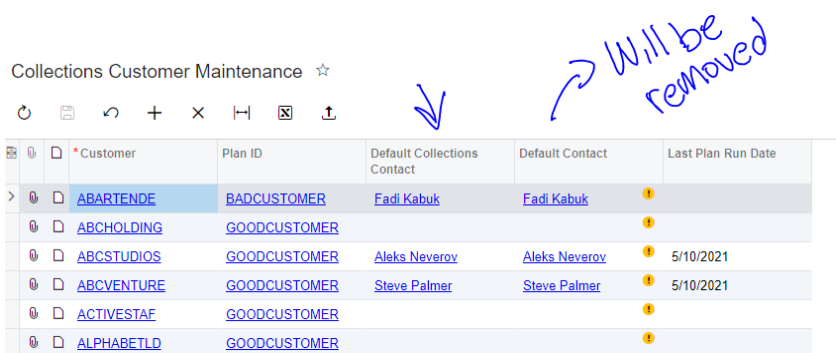 Will be
removed
Collections Customer Maintenance
*Customer Plan ID Default Collections Default Contact Last Plan Run Date
Contact
ABARTENDE BADCUSTOMER Fadi Kabuk Fadi Kabuk
ABCHOLDING GOODCUSTOMER
ABCSTUDIOS GOODCUSTOMER Aleks Neverov Aleks Neverov 5/10/2021
ABCVENTURE GOODCUSTOMER Steve Palmer Steve Palmer 5/10/2021
ACTIVESTAF GOODCUSTOMER
ALPHABETLD GOODCUSTOMER